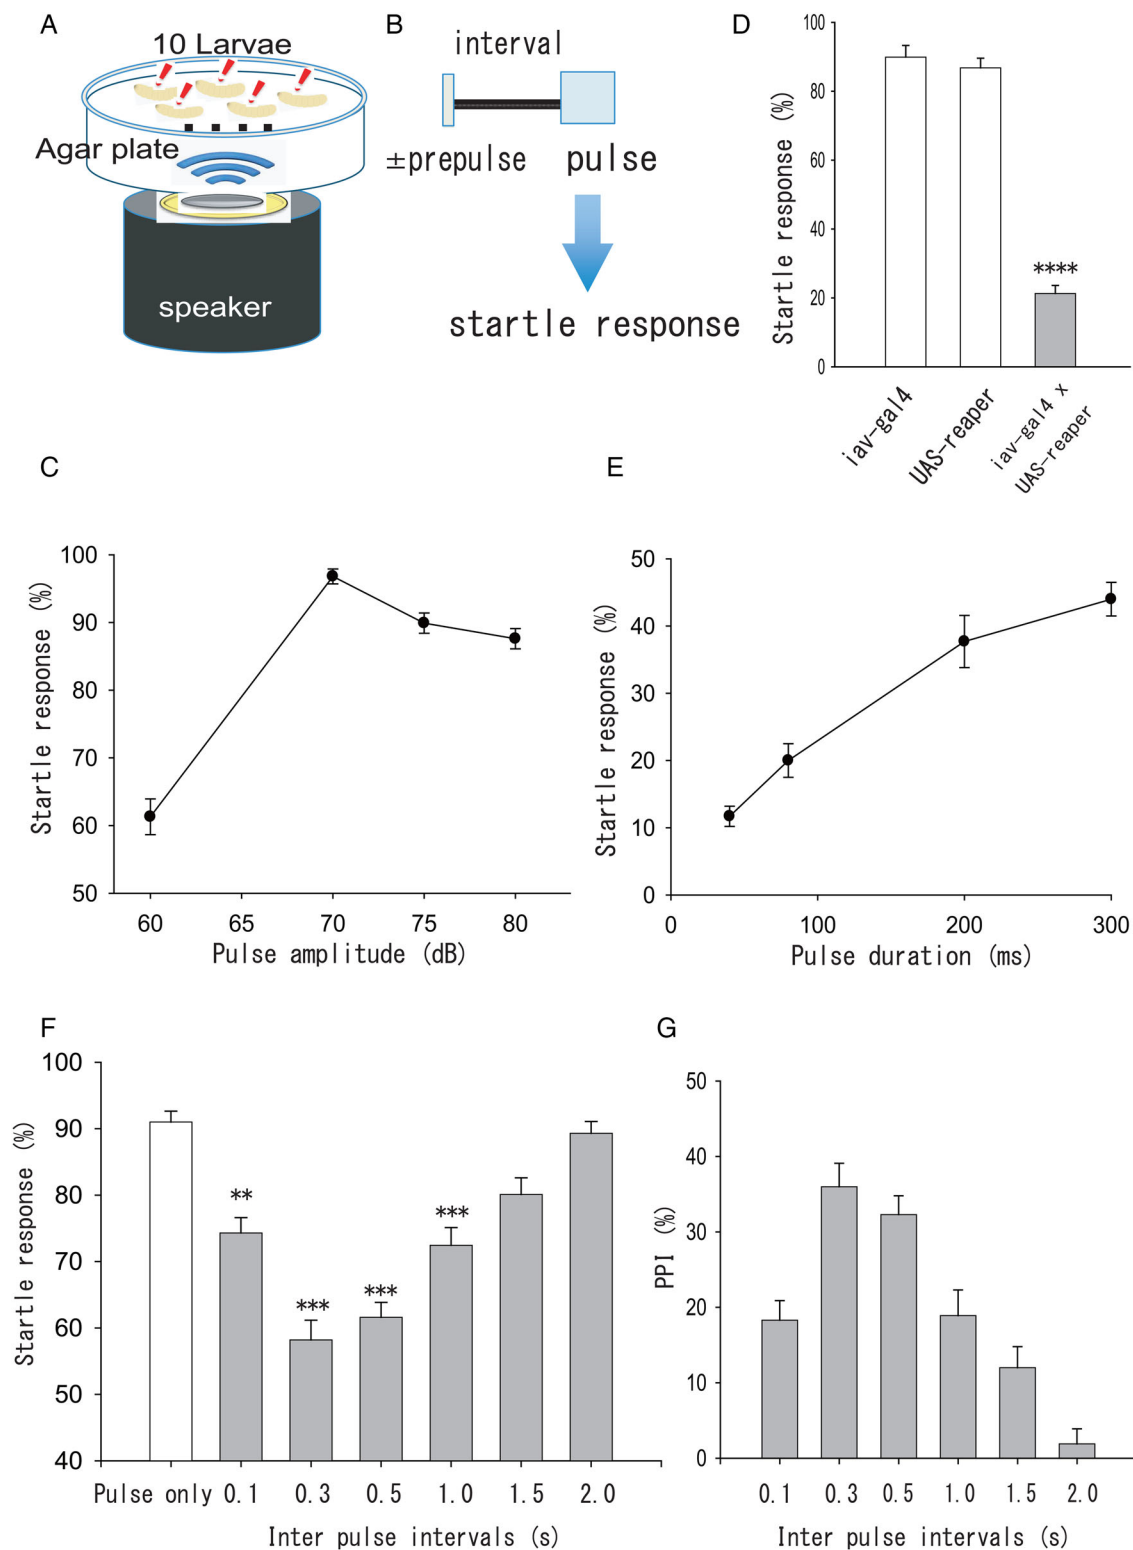 A
10 Larvae
Agar plate
speaker
B
interval
±prepulse
pulse
startle response
D
Startle response (%)
100
80
60
40
20
0
****
iav-gal4
UAS-reaper
iav-gal4 x
UAS-reaper
C
Startle response (%)
100
90
80
70
60
50
60
65
70
75
80
Pulse amplitude (dB)
E
Startle response (%)
50
40
30
20
10
0
0
100
200
300
Pulse duration (ms)
F
Startle response (%)
100
90
80
70
60
50
40
**
***
***
***
Pulse only
0.1
0.3
0.5
1.0
1.5
2.0
Inter pulse intervals (s)
G
PPI (%)
50
40
30
20
10
0
0.1
0.3
0.5
1.0
1.5
2.0
Inter pulse intervals (s)